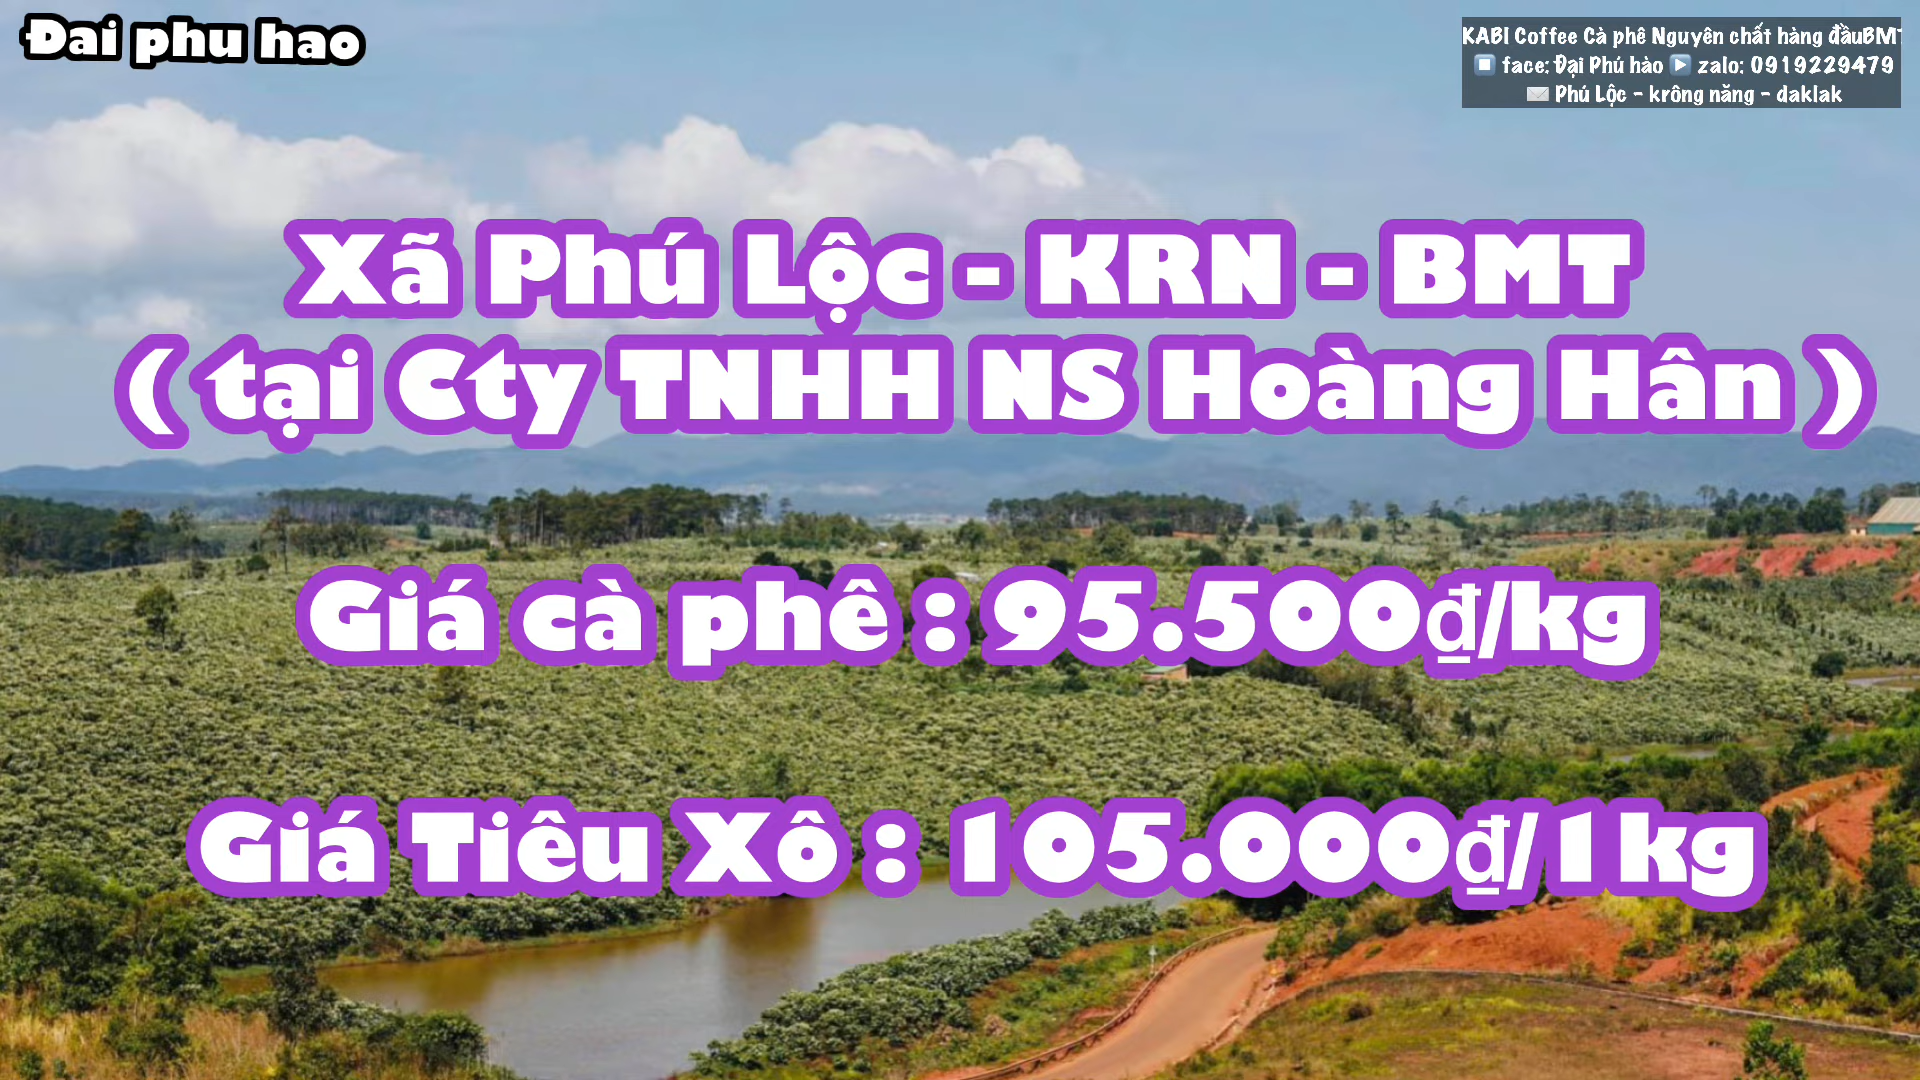 Đai phu hao
KABI Coffee Cà phê Nguyên chất hàng đầuBMT
face: Đại Phú hào zalo: 0919229479
Phú Lộc - krông năng - daklak
Xã Phú Lộc - KRN - BMT
( tại Cty TNHH NS Hoàng Hân )
Giá cà phê : 95.500₫/kg
Giá Tiêu Xô : 105.000₫/1kg